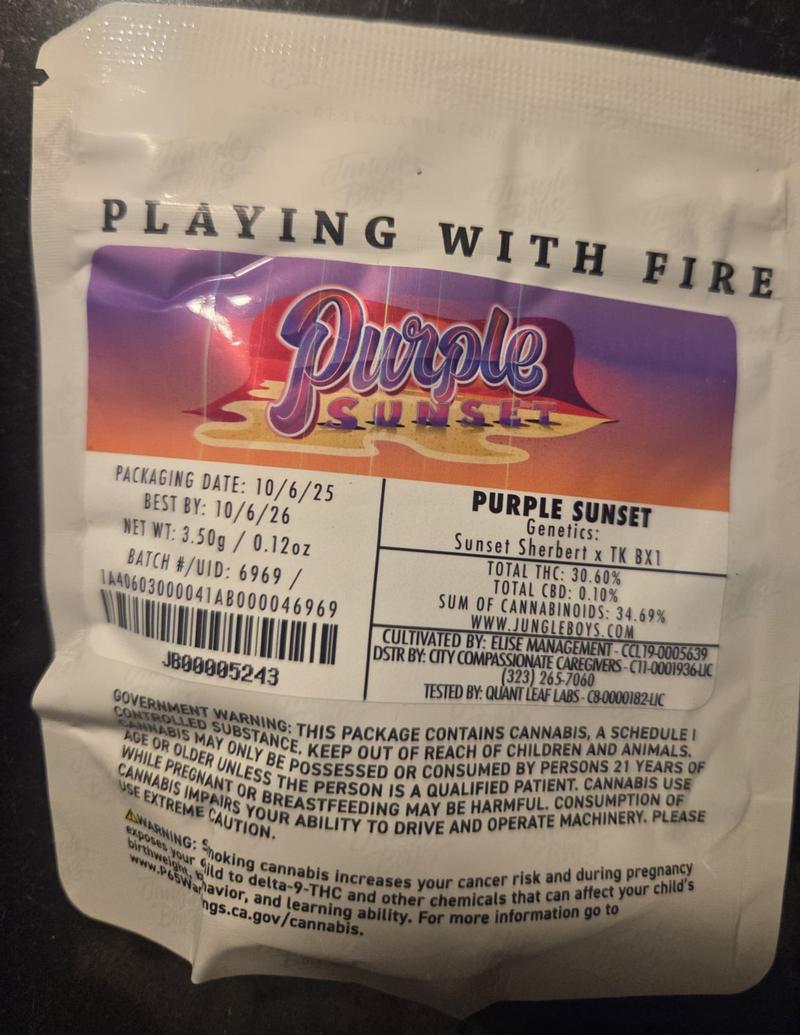 PLAYING WITH FIRE
Purple
SUNSET
PACKAGING DATE: 10/6/25
BEST BY: 10/6/26
NET WT: 3.50g / 0.12oz
BATCH #/UID: 6969 /
1A40603000041AB000046969
JB00005243
PURPLE SUNSET
Genetics:
Sunset Sherbert x TK BX1
TOTAL THC: 30.60%
TOTAL CBD: 0.10%
SUM OF CANNABINOIDS: 34.69%
WWW.JUNGLEBOYS.COM
CULTIVATED BY: ELISE MANAGEMENT - CCL19-0005639
DSTR BY: CITY COMPASSIONATE CAREGIVERS - C11-0001936-LIC
(323) 265-7060
TESTED BY: QUANT LEAF LABS - C8-0000182-LIC
GOVERNMENT WARNING: THIS PACKAGE CONTAINS CANNABIS, A SCHEDULE I
CONTROLLED SUBSTANCE. KEEP OUT OF REACH OF CHILDREN AND ANIMALS.
CANNABIS MAY ONLY BE POSSESSED OR CONSUMED BY PERSONS 21 YEARS OF
AGE OR OLDER UNLESS THE PERSON IS A QUALIFIED PATIENT. CANNABIS USE
WHILE PREGNANT OR BREASTFEEDING MAY BE HARMFUL. CONSUMPTION OF
CANNABIS IMPAIRS YOUR ABILITY TO DRIVE AND OPERATE MACHINERY. PLEASE
USE EXTREME CAUTION.
WARNING: Smoking cannabis increases your cancer risk and during pregnancy
exposes your child to delta-9-THC and other chemicals that can affect your child's
birthweight, behavior, and learning ability. For more information go to
www.P65Warnings.ca.gov/cannabis.